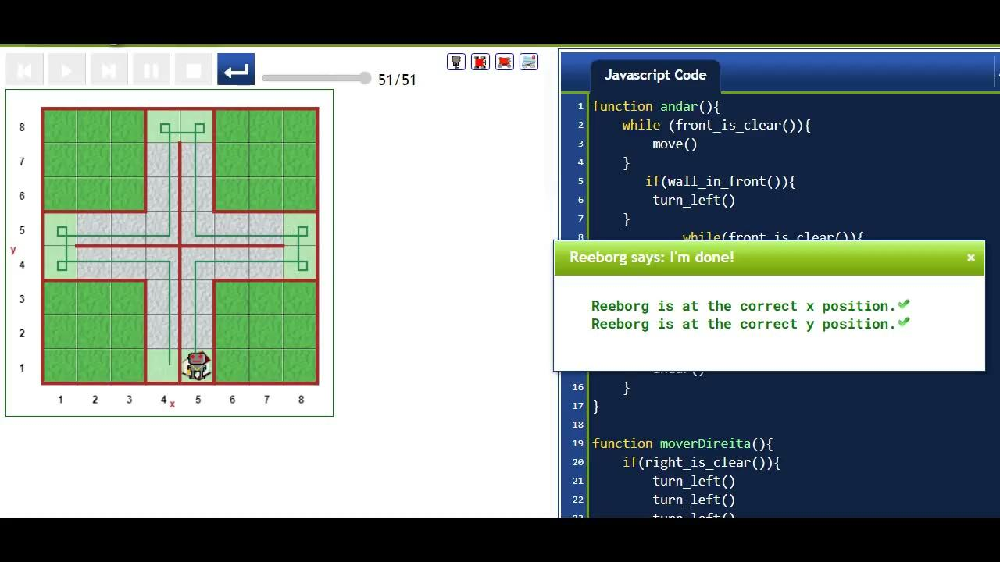 51/51
8
7
6
5
y
4
3
2
1
1 2 3 4 x 5 6 7 8
Javascript Code
1 function andar(){
2 while (front_is_clear()){
3 move()
4 }
5 if(wall_in_front()){
6 turn_left()
7 }
8 while(front_is_clear()){
Reeborg says: I'm done! ×
Reeborg is at the correct x position.✔
Reeborg is at the correct y position.✔
andar()
16 }
17 }
18
19 function moverDireita(){
20 if(right_is_clear()){
21 turn_left()
22 turn_left()
23 turn_left()